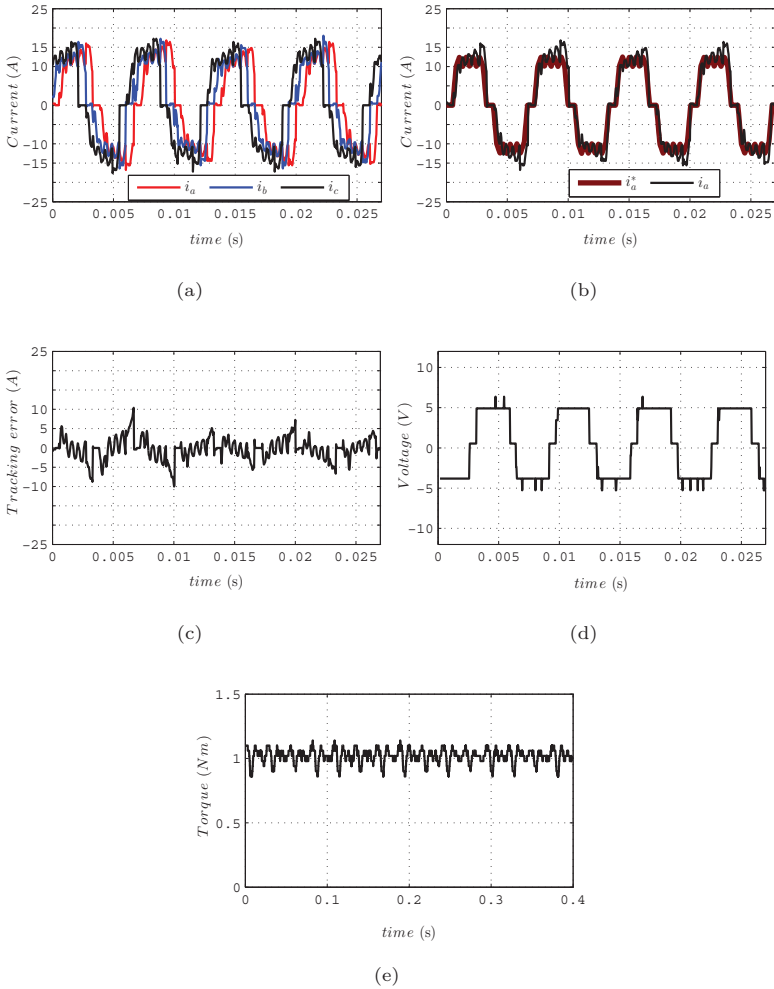 25
15
10
5
0
−5
−10
−15
−25
Current (A)
0 0.005 0.01 0.015 0.02 0.025
time (s)
i_a i_b i_c
(a)
25
15
10
5
0
−5
−10
−15
−25
Current (A)
0 0.005 0.01 0.015 0.02 0.025
time (s)
i_a^* i_a
(b)
25
10
5
0
−5
−10
−25
Tracking error (A)
0 0.005 0.01 0.015 0.02 0.025
time (s)
(c)
10
5
0
−5
−10
Voltage (V)
0 0.005 0.01 0.015 0.02 0.025
time (s)
(d)
1.5
1
0.5
0
Torque (Nm)
0 0.1 0.2 0.3 0.4
time (s)
(e)